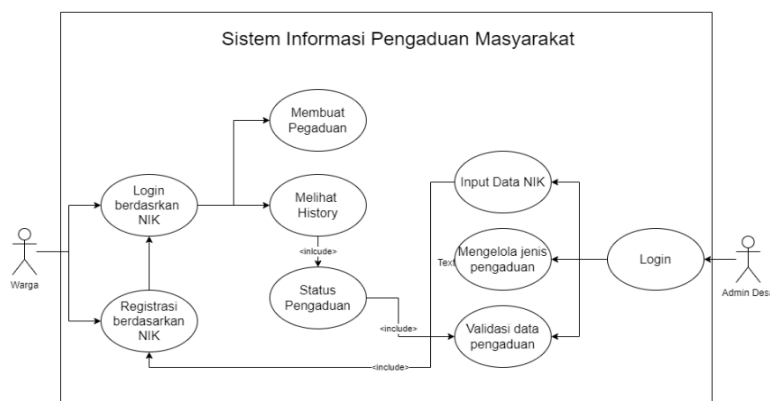 Sistem Informasi Pengaduan Masyarakat
Membuat
Pegaduan
Login
berdasrkan
NIK
Melihat
History
Input Data NIK
<inlcude>
Text
Mengelola jenis
pengaduan
Login
Warga
Admin Desa
Status
Pengaduan
Registrasi
berdasarkan
NIK
<include>
Validasi data
pengaduan
<include>